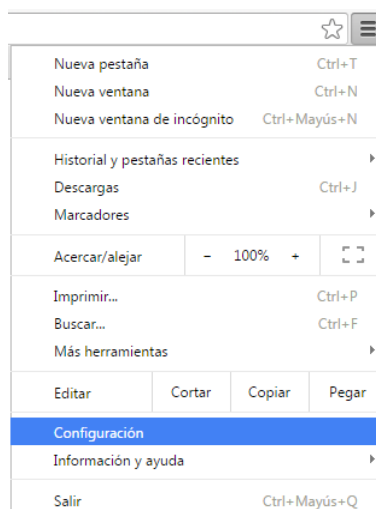 Nueva pestaña Ctrl+T
Nueva ventana Ctrl+N
Nueva ventana de incógnito Ctrl+Mayús+N
Historial y pestañas recientes
Descargas Ctrl+J
Marcadores
Acercar/alejar - 100% +
Imprimir... Ctrl+P
Buscar... Ctrl+F
Más herramientas
Editar Cortar Copiar Pegar
Configuración
Información y ayuda
Salir Ctrl+Mayús+Q